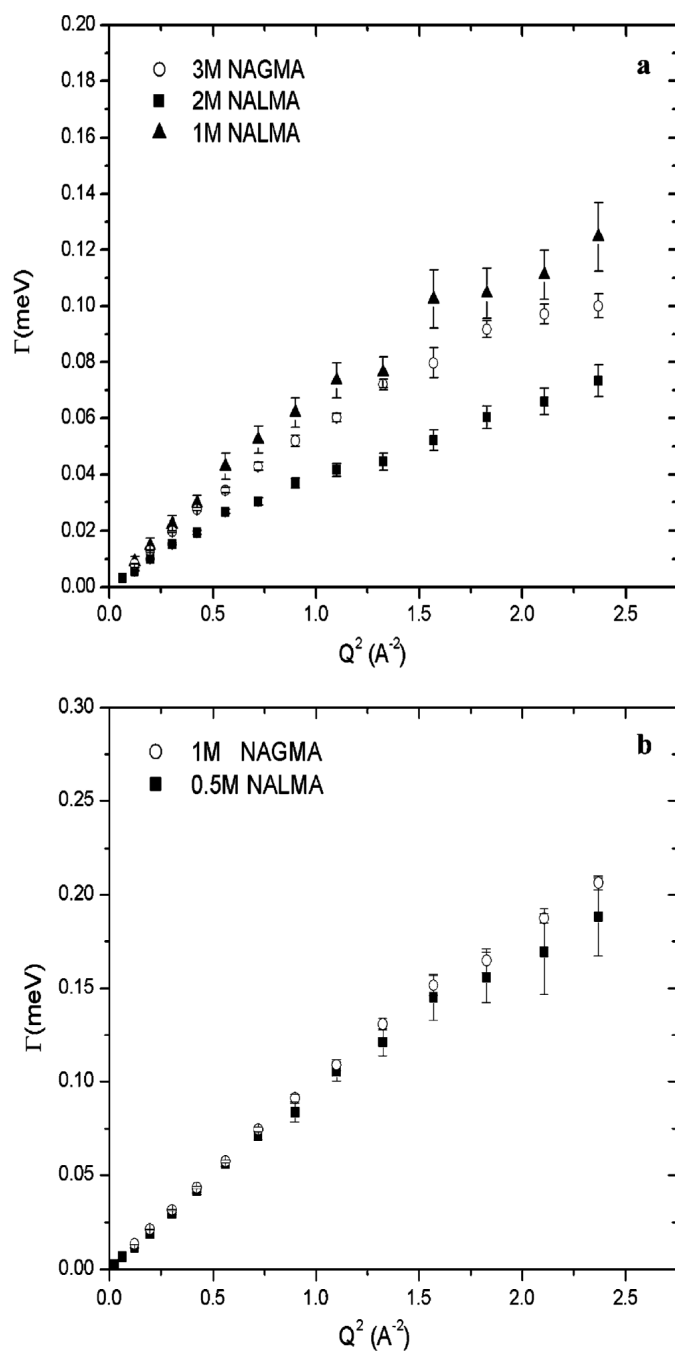 0.20
a
3M NAGMA
2M NALMA
1M NALMA
0.18
0.16
0.14
0.12
0.10
0.08
0.06
0.04
0.02
0.00
Γ(meV)
0.0 0.5 1.0 1.5 2.0 2.5
Q² (A⁻²)
0.30
b
1M NAGMA
0.5M NALMA
0.25
0.20
0.15
0.10
0.05
0.00
Γ(meV)
0.0 0.5 1.0 1.5 2.0 2.5
Q² (A⁻²)